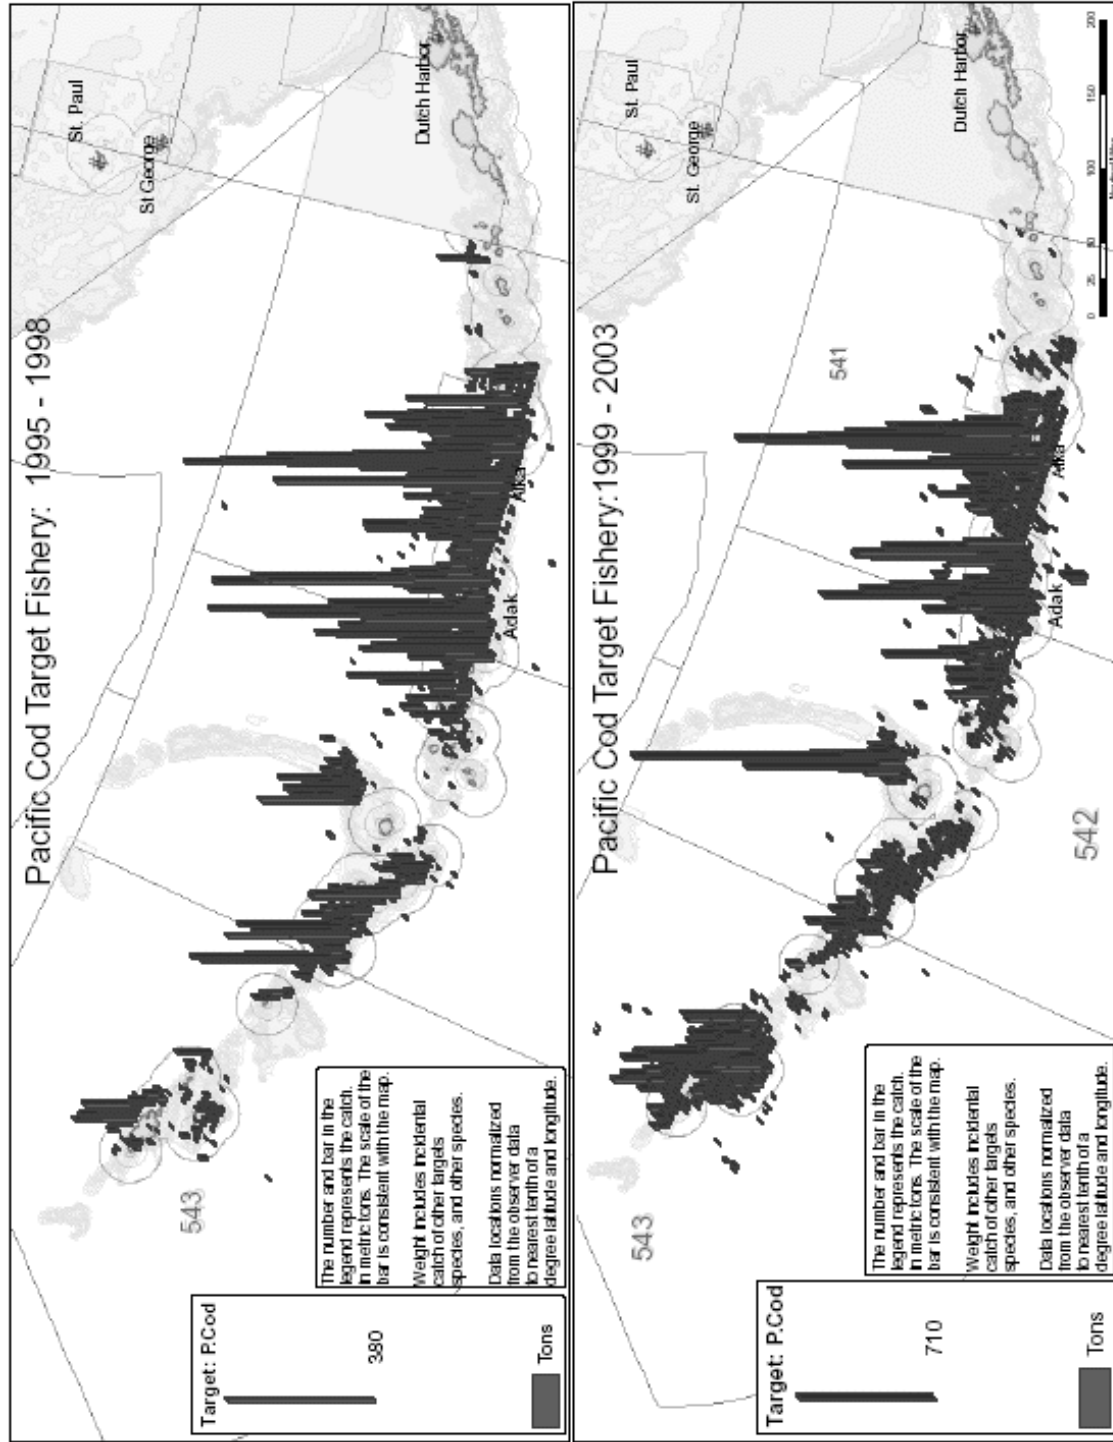 Pacific Cod Target Fishery: 1995 - 1998
St. Paul
St George
Dutch Harbor
Atka
Adak
543
The number and bar in the
legend represents the catch.
in metric tons. The scale of the
bar is consistent with the map.
Weight includes incidental
catch of other targets
species, and other species.
Data locations normalized
from the observer data
to nearest tenth of a
degree latitude and longitude.
Target: P.Cod
380
Tons
Pacific Cod Target Fishery:1999 - 2003
St. Paul
St. George
Dutch Harbor
541
Atka
Adak
542
543
0 25 50 100 150 200
The number and bar in the
legend represents the catch.
in metric tons. The scale of the
bar is consistent with the map.
Weight includes incidental
catch of other targets
species, and other species.
Data locations normalized
from the observer data
to nearest tenth of a
degree latitude and longitude.
Target: P.Cod
710
Tons